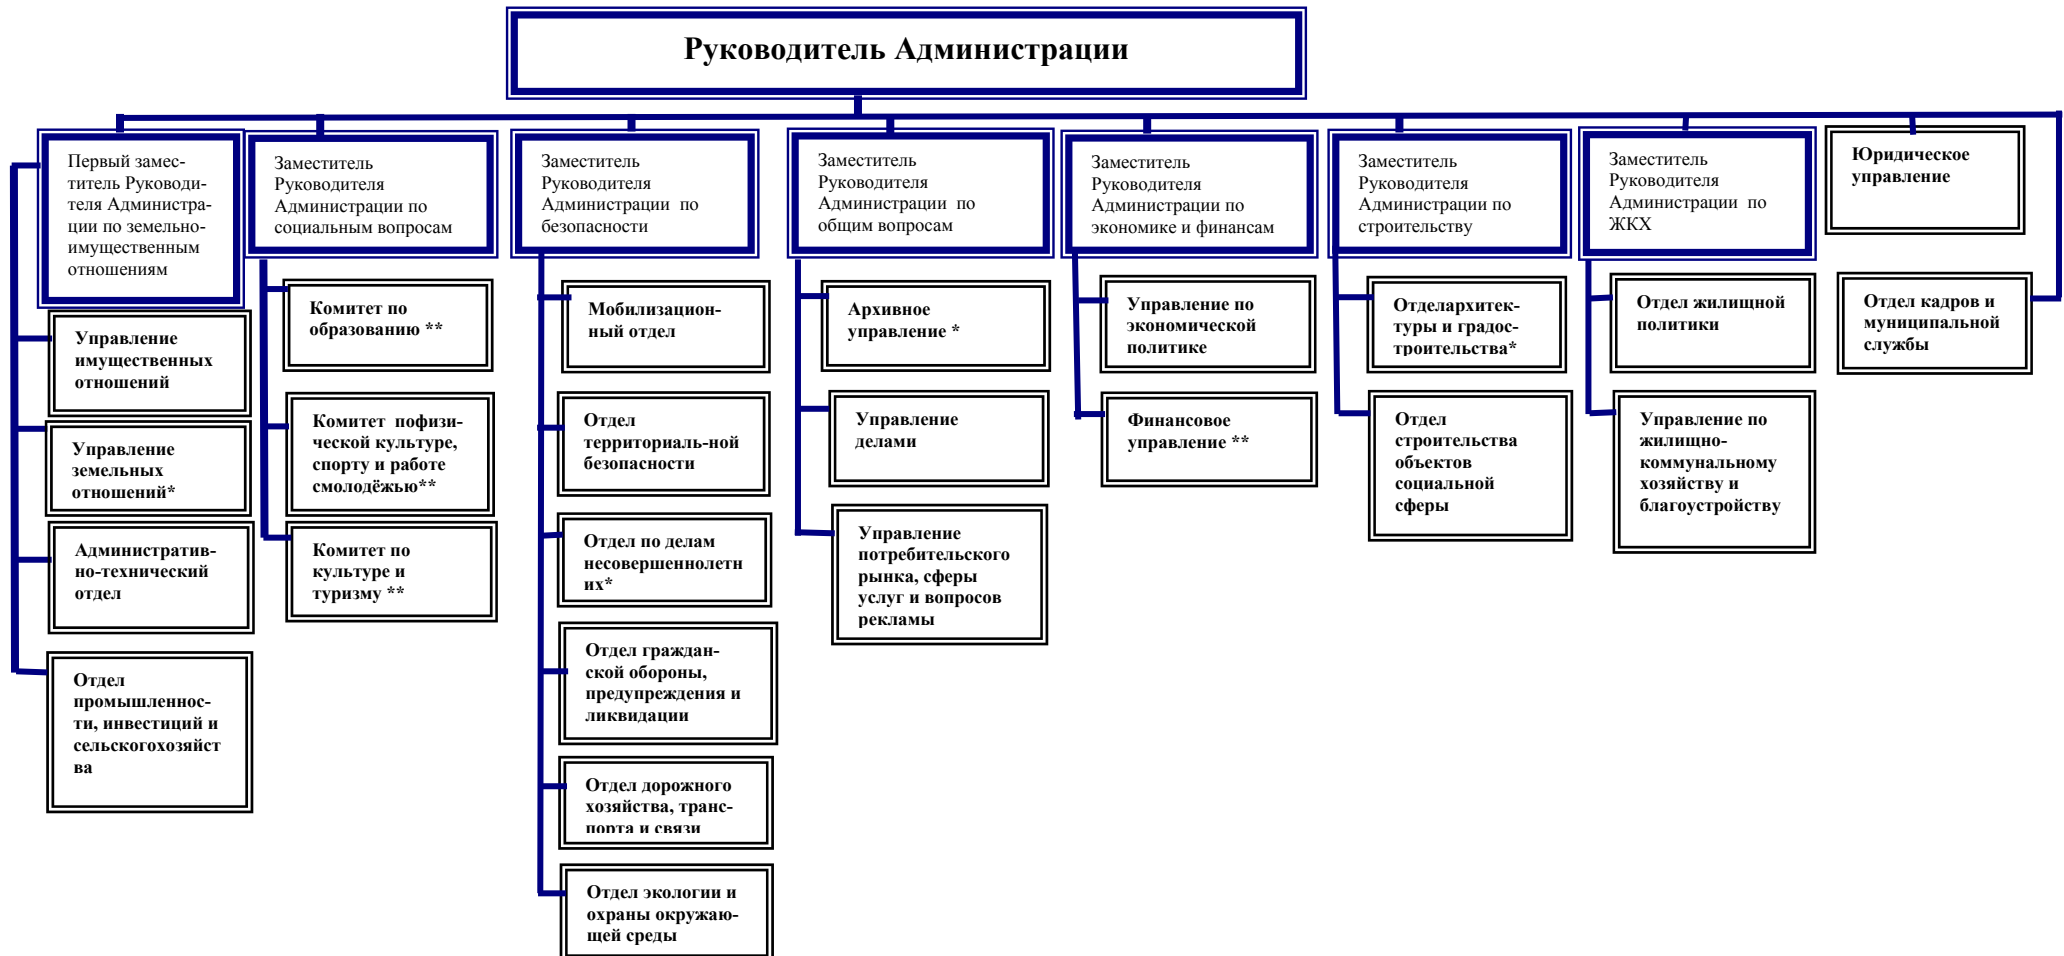 Руководитель Администрации
Первый замес-
титель Руководи-
теля Администра-
ции по земельно-
имущественным
отношениям
Управление
имущественных
отношений
Управление
земельных
отношений*
Административ-
но-технический
отдел
Отдел
промышленнос-
ти, инвестиций и
сельскогохозяйст
ва
Заместитель
Руководителя
Администрации по
социальным вопросам
Комитет по
образованию **
Комитет пофизи-
ческой культуре,
спорту и работе
смолодёжью**
Комитет по
культуре и
туризму **
Заместитель
Руководителя
Администрации по
безопасности
Мобилизацион-
ный отдел
Отдел
территориаль-ной
безопасности
Отдел по делам
несовершеннолетн
их*
Отдел граждан-
ской обороны,
предупреждения и
ликвидации
Отдел дорожного
хозяйства, транс-
порта и связи
Отдел экологии и
охраны окружаю-
щей среды
Заместитель
Руководителя
Администрации по
общим вопросам
Архивное
управление *
Управление
делами
Управление
потребительского
рынка, сферы
услуг и вопросов
рекламы
Заместитель
Руководителя
Администрации по
экономике и финансам
Управление по
экономической
политике
Финансовое
управление **
Заместитель
Руководителя
Администрации по
строительству
Отделархитек-
туры и градос-
троительства*
Отдел
строительства
объектов
социальной
сферы
Заместитель
Руководителя
Администрации по
ЖКХ
Отдел жилищной
политики
Управление по
жилищно-
коммунальному
хозяйству и
благоустройству
Юридическое
управление
Отдел кадров и
муниципальной
службы